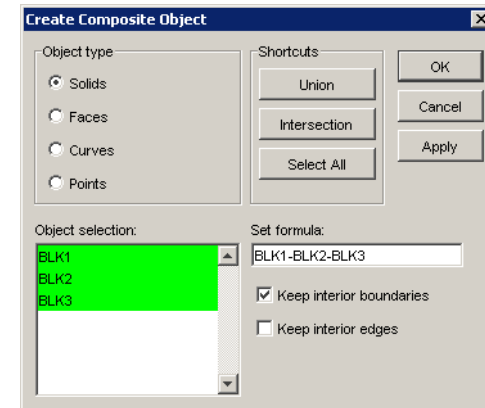 Create Composite Object
Object type
Solids
Faces
Curves
Points
Shortcuts
Union
Intersection
Select All
OK
Cancel
Apply
Object selection:
BLK1
BLK2
BLK3
Set formula:
BLK1-BLK2-BLK3
Keep interior boundaries
Keep interior edges